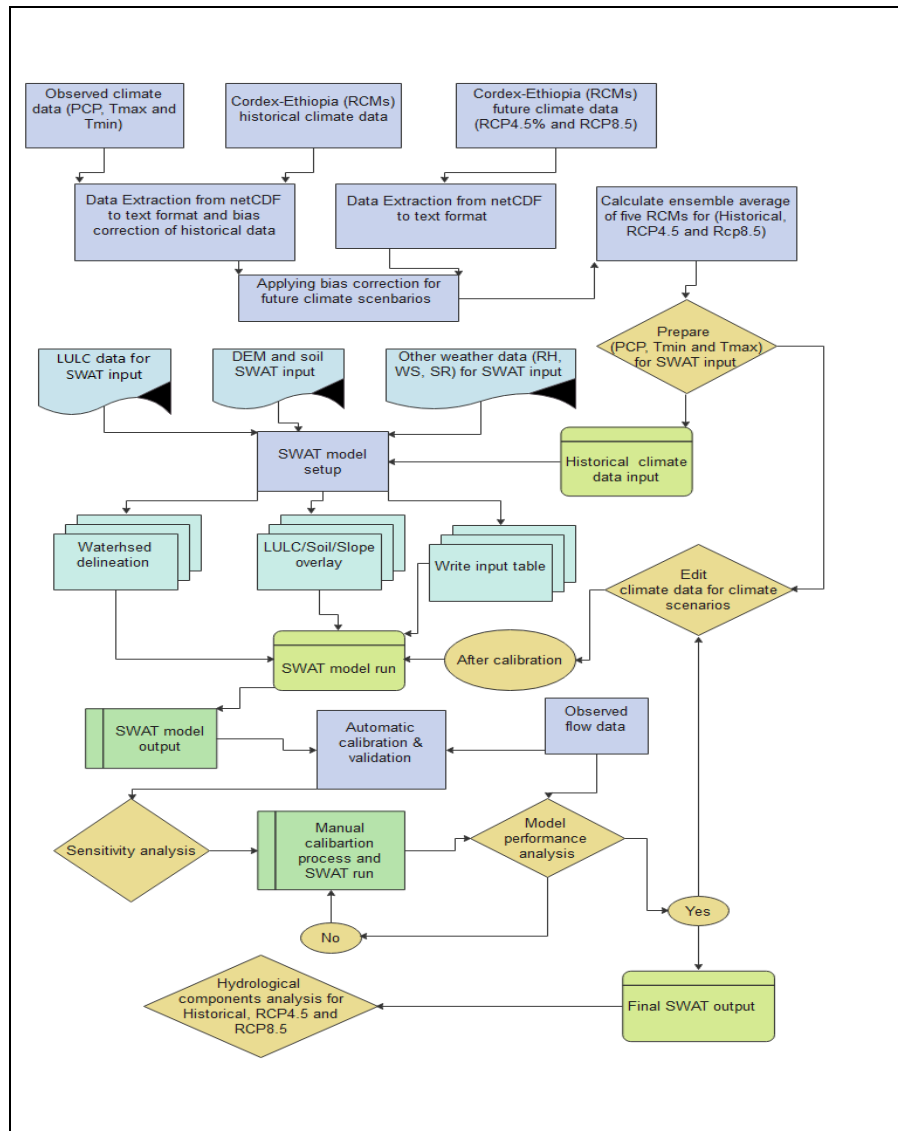 Observed climate
data (PCP, Tmax and
Tmin)
Cordex-Ethiopia (RCMs)
historical climate data
Cordex-Ethiopia (RCMs)
future climate data
(RCP4.5% and RCP8.5)
Data Extraction from netCDF
to text format and bias
correction of historical data
Data Extraction from netCDF
to text format
Calculate ensemble average
of five RCMs for (Historical,
RCP4.5 and Rcp8.5)
Applying bias correction for
future climate scenbarios
Prepare
(PCP, Tmin and Tmax)
for SWAT input
LULC data for
SWAT input
DEM and soil
SWAT input
Other weather data (RH,
WS, SR) for SWAT input
SWAT model
setup
Historical climate
data input
Waterhsed
delineation
LULC/Soil/Slope
overlay
Write input table
Edit
climate data for climate
scenarios
SWAT model run
After calibration
SWAT model
output
Automatic
calibration &
validation
Observed
flow data
Sensitivity analysis
Manual
calibartion
process and
SWAT run
Model
performance
analysis
No
Yes
Hydrological
components analysis for
Historical, RCP4.5 and
RCP8.5
Final SWAT output